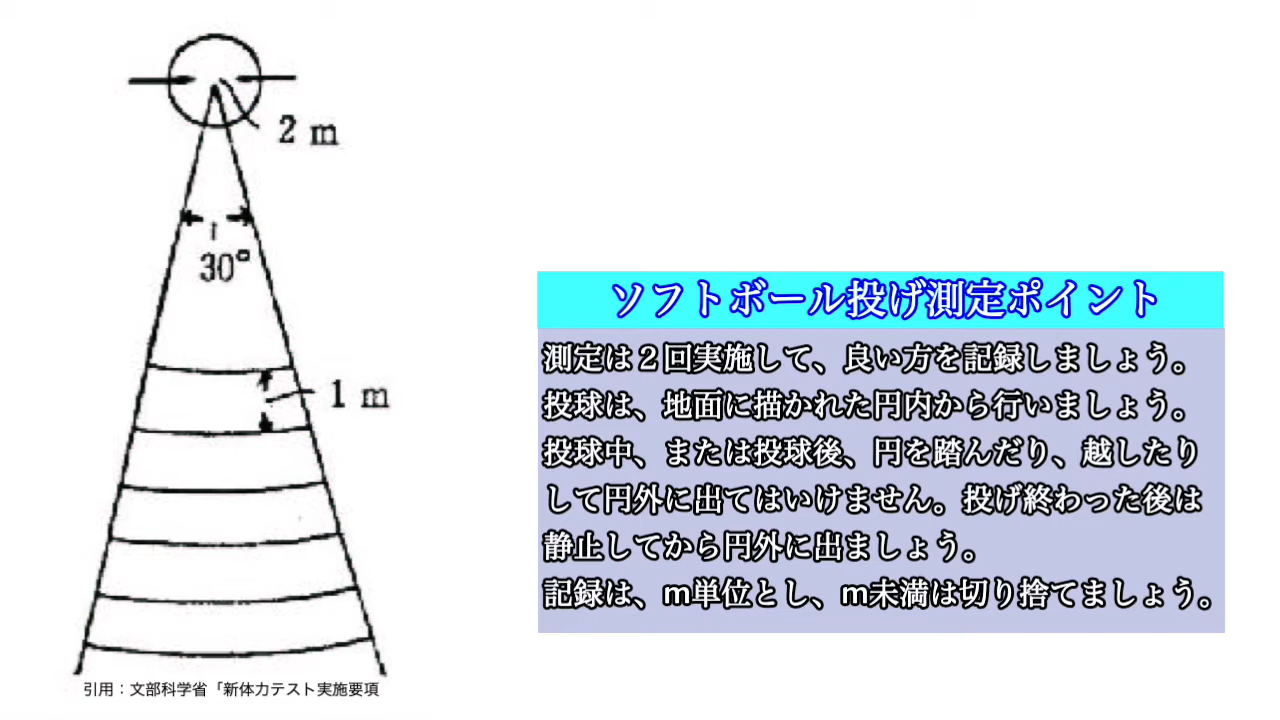 2 m
30°
1 m
ソフトボール投げ測定ポイント
測定は２回実施して、良い方を記録しましょう。
投球は、地面に描かれた円内から行いましょう。
投球中、または投球後、円を踏んだり、越したり
して円外に出てはいけません。投げ終わった後は
静止してから円外に出ましょう。
記録は、m単位とし、m未満は切り捨てましょう。
引用：文部科学省「新体力テスト実施要項